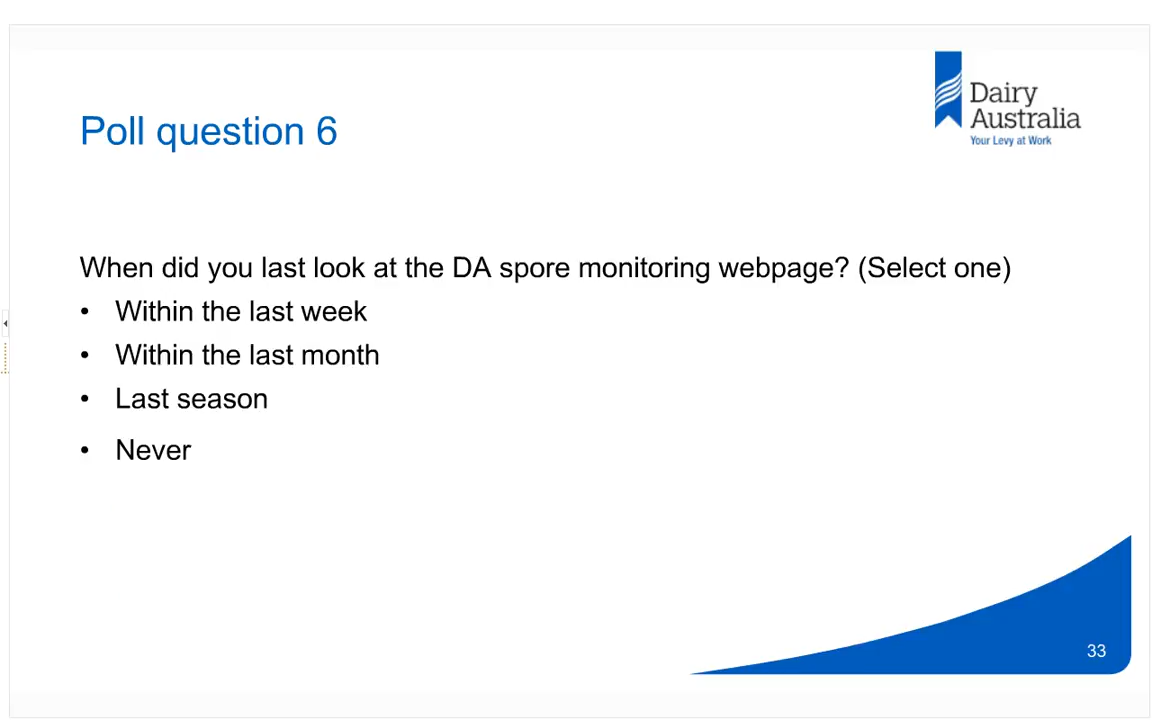 Dairy
Australia
Your Levy at Work
Poll question 6
When did you last look at the DA spore monitoring webpage? (Select one)
• Within the last week
• Within the last month
• Last season
• Never
33